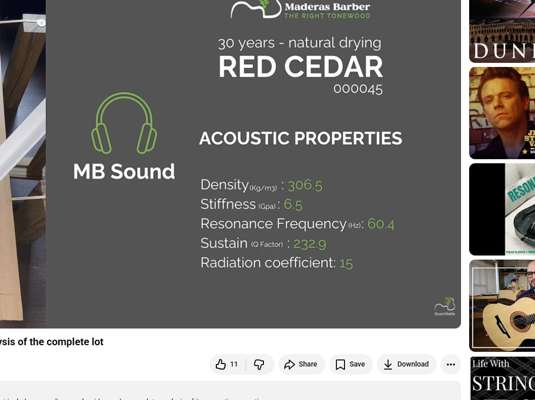 Maderas Barber
THE RIGHT TONEWOOD
30 years - natural drying
RED CEDAR
000045
MB Sound
ACOUSTIC PROPERTIES
Density (Kg/m3) : 306.5
Stiffness (Gpa) : 6.5
Resonance Frequency (Hz): 60.4
Sustain (Q Factor) : 232.9
Radiation coefficient: 15
ysis of the complete lot
11
Share
Save
Download
...
DUN
RESON
Life With
STRING